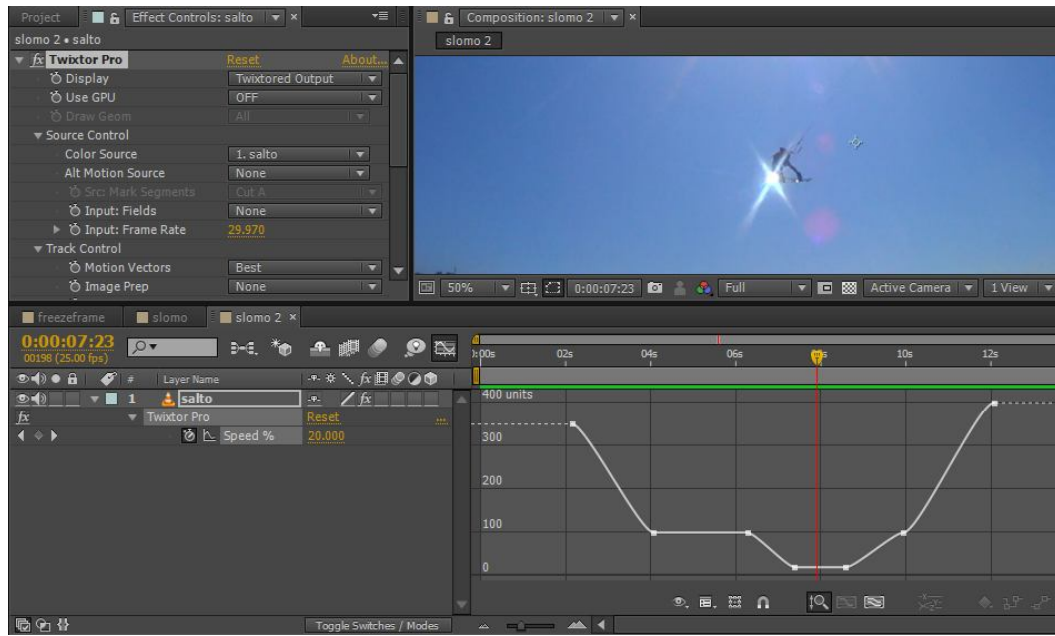 Project
Effect Controls: salto
Composition: slomo 2
slomo 2 • salto
slomo 2
fx Twixtor Pro Reset About...
Display Twixtored Output
Use GPU OFF
Draw Geom All
Source Control
Color Source 1. salto
Alt Motion Source None
Src: Mark Segments Cut A
Input: Fields None
Input: Frame Rate 29.970
Track Control
Motion Vectors Best
Image Prep None
50% 0:00:07:23 Full Active Camera 1 View
freezeframe slomo slomo 2
0:00:07:23
00198 (25.00 fps)
00s 02s 04s 06s 10s 12s
# Layer Name fx
1 salto fx
fx Twixtor Pro Reset ...
Speed % 20.000
400 units
300
200
100
0
Toggle Switches / Modes